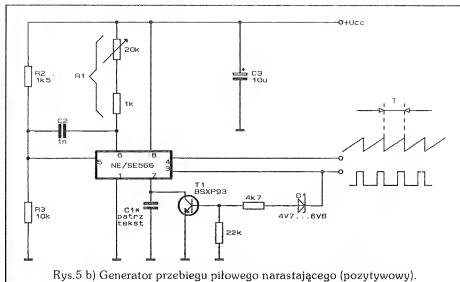 +Ucc
20k
R1
R2
1k5
C3
10u
1k
C2
1n
T
5
6
8
NE/SE566
4
3
1
7
T1
BSXP93
R3
10k
C1*
patrz
tekst
4k7
D1
4V7...6V8
22k
Rys.5 b) Generator przebiegu piłowego narastającego (pozytywowy).